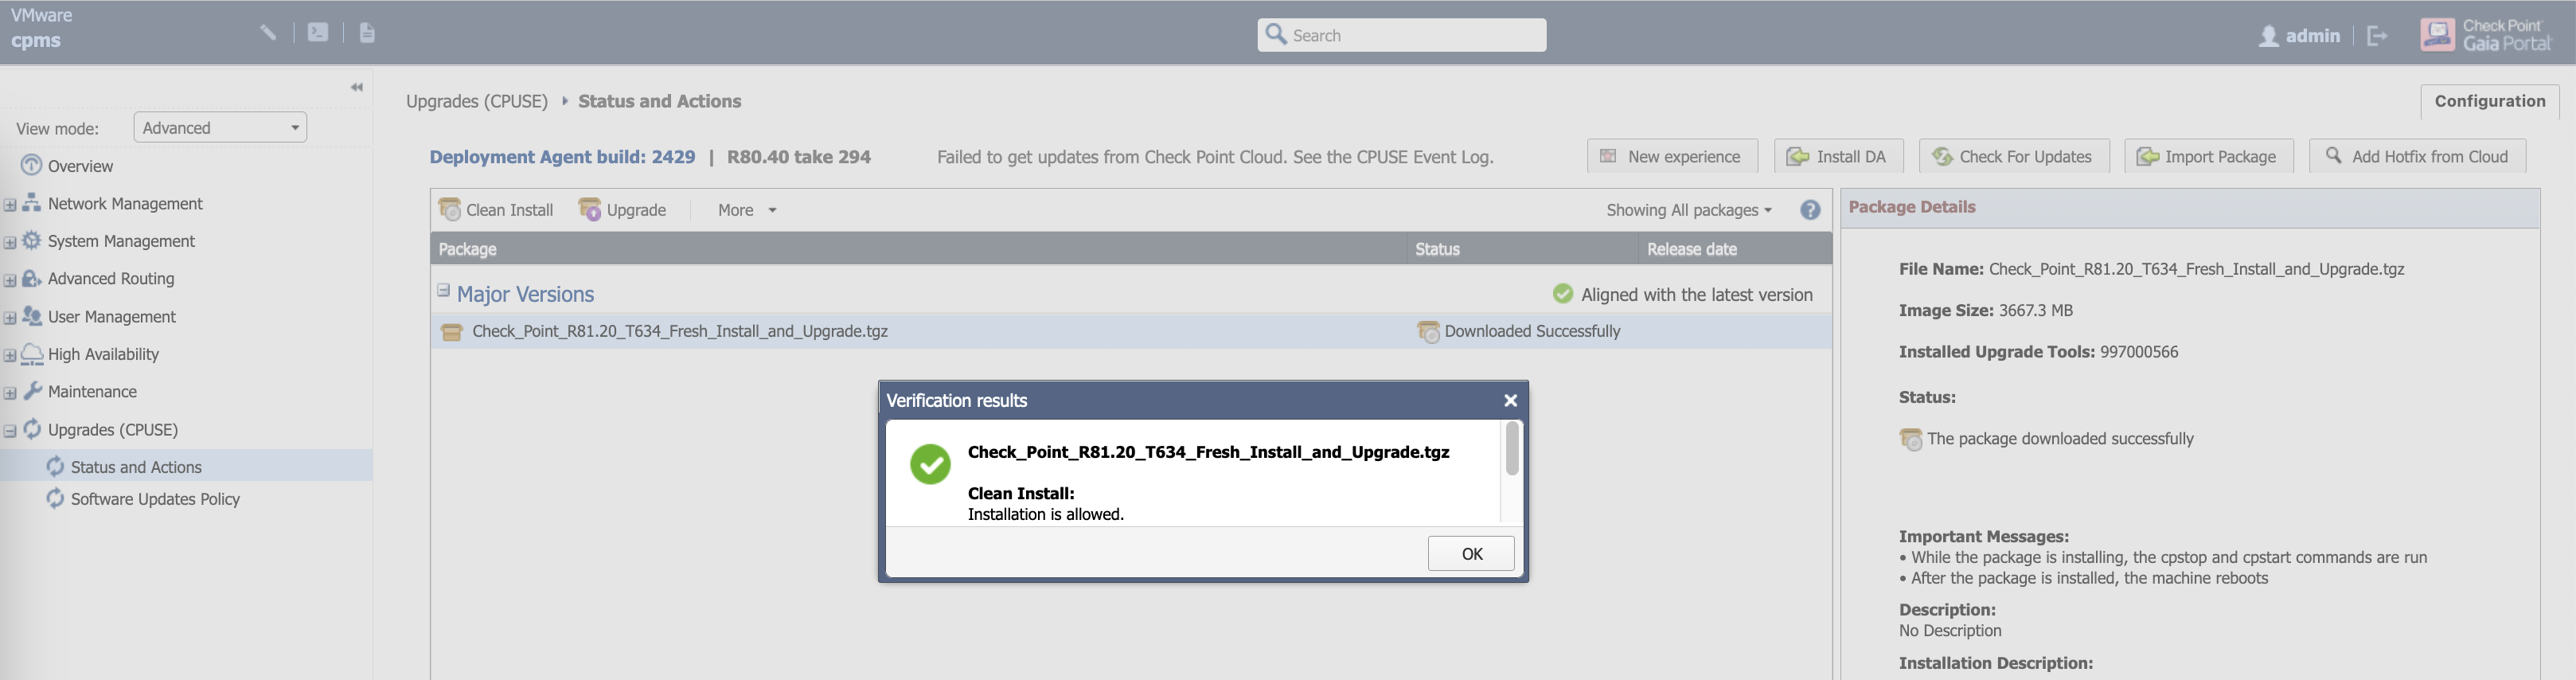 VMware
cpms
Search
admin
Check Point
Gaia Portal
View mode:
Advanced
Overview
Network Management
System Management
Advanced Routing
User Management
High Availability
Maintenance
Upgrades (CPUSE)
Status and Actions
Software Updates Policy
Upgrades (CPUSE) Status and Actions
Configuration
Deployment Agent build: 2429 | R80.40 take 294
Failed to get updates from Check Point Cloud. See the CPUSE Event Log.
New experience
Install DA
Check For Updates
Import Package
Add Hotfix from Cloud
Clean Install
Upgrade
More
Showing All packages
Package Status Release date
Major Versions
Aligned with the latest version
Check_Point_R81.20_T634_Fresh_Install_and_Upgrade.tgz
Downloaded Successfully
Verification results
Check_Point_R81.20_T634_Fresh_Install_and_Upgrade.tgz
Clean Install:
Installation is allowed.
OK
Package Details
File Name: Check_Point_R81.20_T634_Fresh_Install_and_Upgrade.tgz
Image Size: 3667.3 MB
Installed Upgrade Tools: 997000566
Status:
The package downloaded successfully
Important Messages:
• While the package is installing, the cpstop and cpstart commands are run
• After the package is installed, the machine reboots
Description:
No Description
Installation Description: